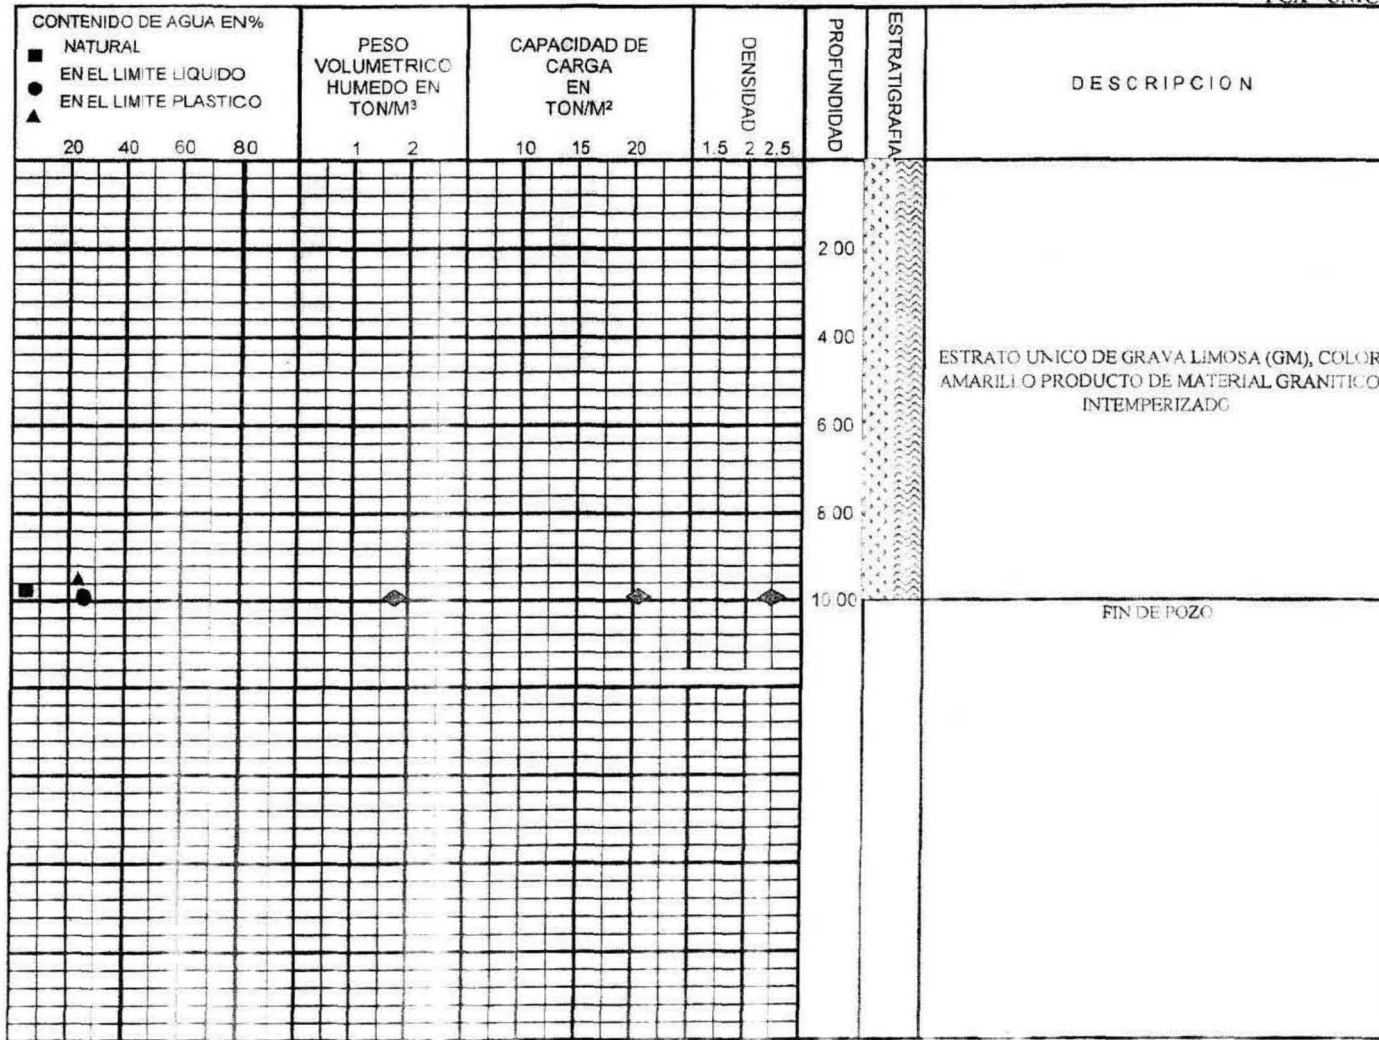 CONTENIDO DE AGUA EN%
NATURAL
EN EL LIMITE LIQUIDO
EN EL LIMITE PLASTICO
20 40 60 80
PESO
VOLUMETRICO
HUMEDO EN
TON/M³
1 2
CAPACIDAD DE
CARGA
EN
TON/M²
10 15 20
DENSIDAD
1.5 2 2.5
PROFUNDIDAD
ESTRATIGRAFIA
DESCRIPCION
2 00
4 00
6 00
8 00
10 00
ESTRATO UNICO DE GRAVA LIMOSA (GM), COLOR
AMARILLO PRODUCTO DE MATERIAL GRANITICO
INTEMPERIZADO
FIN DE POZO